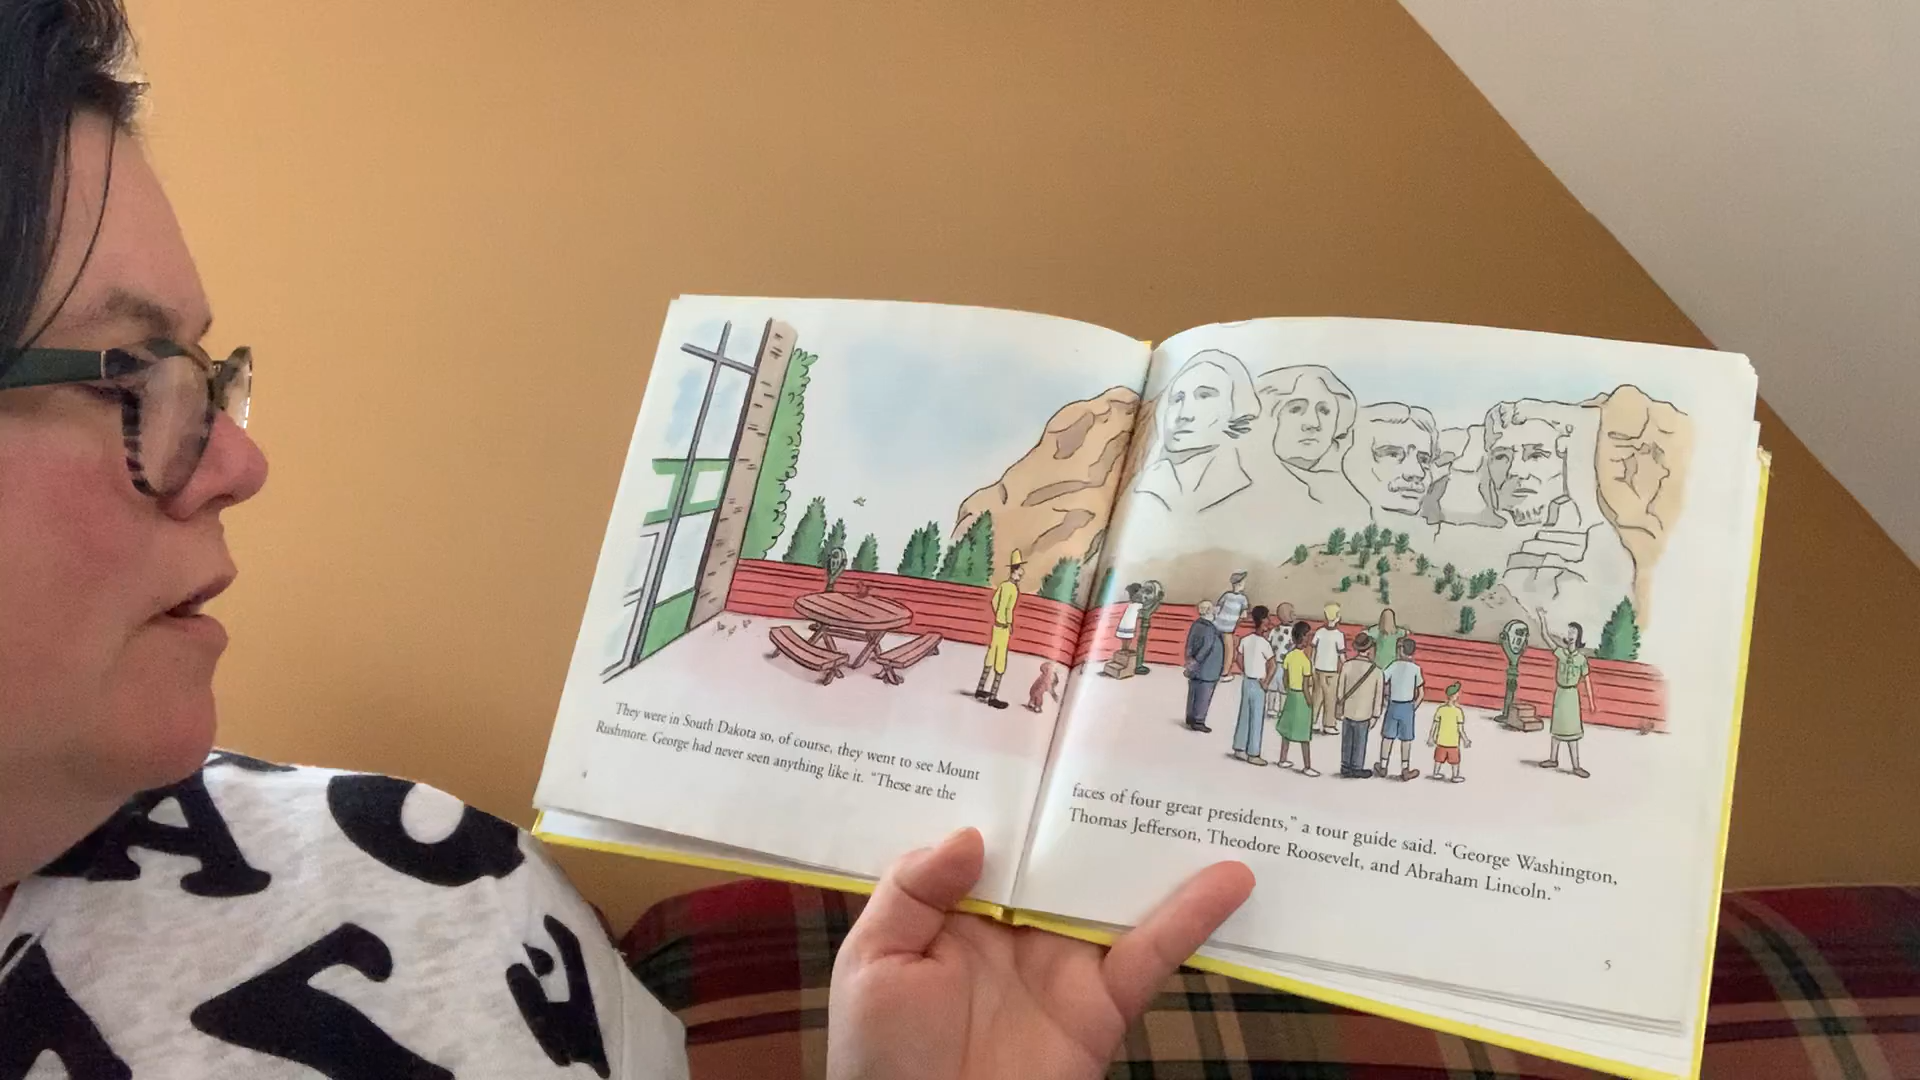 They were in South Dakota so, of course, they went to see Mount
Rushmore. George had never seen anything like it. “These are the
4
faces of four great presidents,” a tour guide said. “George Washington,
Thomas Jefferson, Theodore Roosevelt, and Abraham Lincoln.”
5